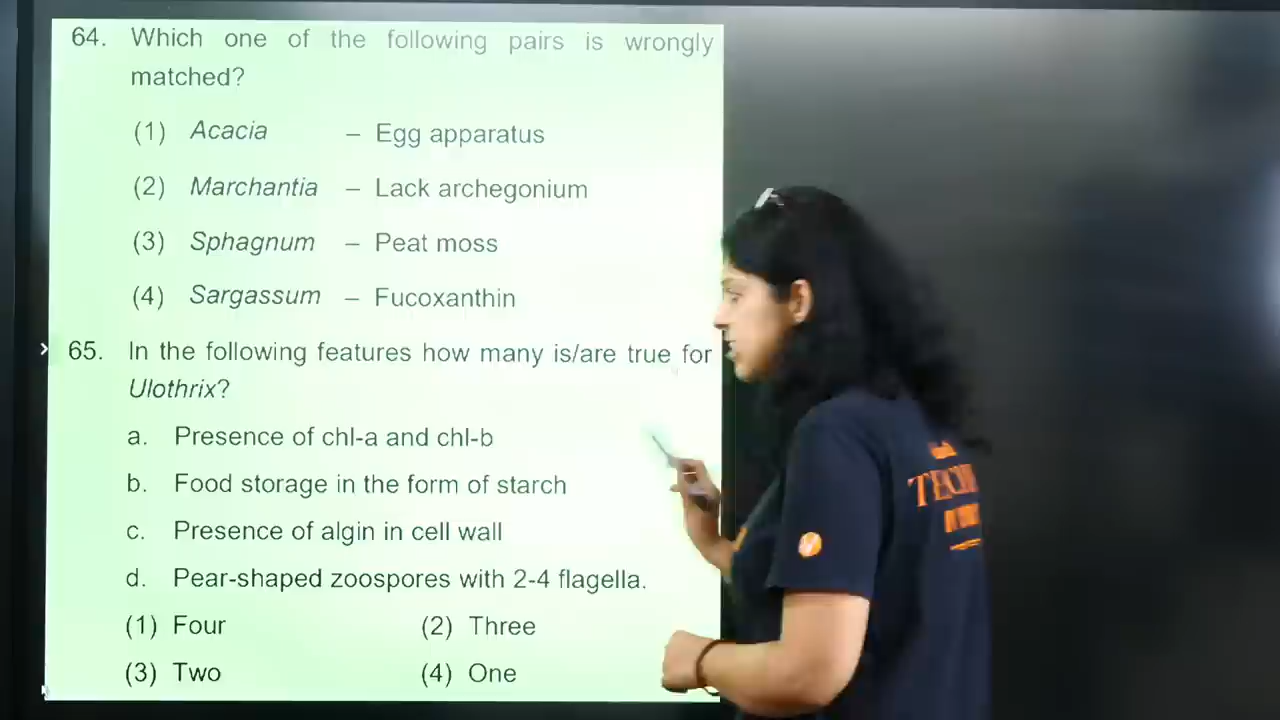 64. Which one of the following pairs is wrongly
matched?
(1) Acacia – Egg apparatus
(2) Marchantia – Lack archegonium
(3) Sphagnum – Peat moss
(4) Sargassum – Fucoxanthin
65. In the following features how many is/are true for
Ulothrix?
a. Presence of chl-a and chl-b
b. Food storage in the form of starch
c. Presence of algin in cell wall
d. Pear-shaped zoospores with 2-4 flagella.
(1) Four (2) Three
(3) Two (4) One